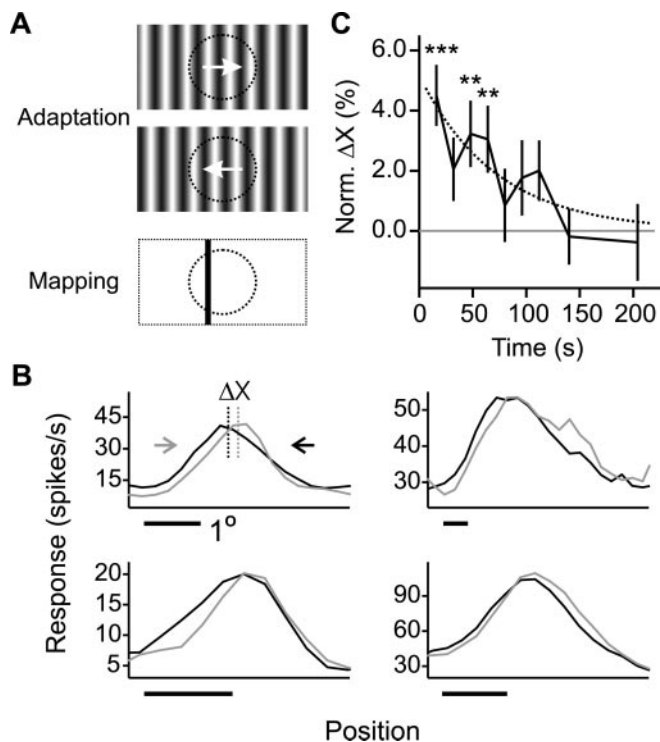 A
Adaptation
Mapping
C
Norm. ΔX (%)
6.0
4.0
2.0
0.0
***
**
**
0 50 100 150 200
Time (s)
B
Response (spikes/s)
ΔX
45
30
15
1°
50
40
30
20
15
10
5
90
60
30
Position